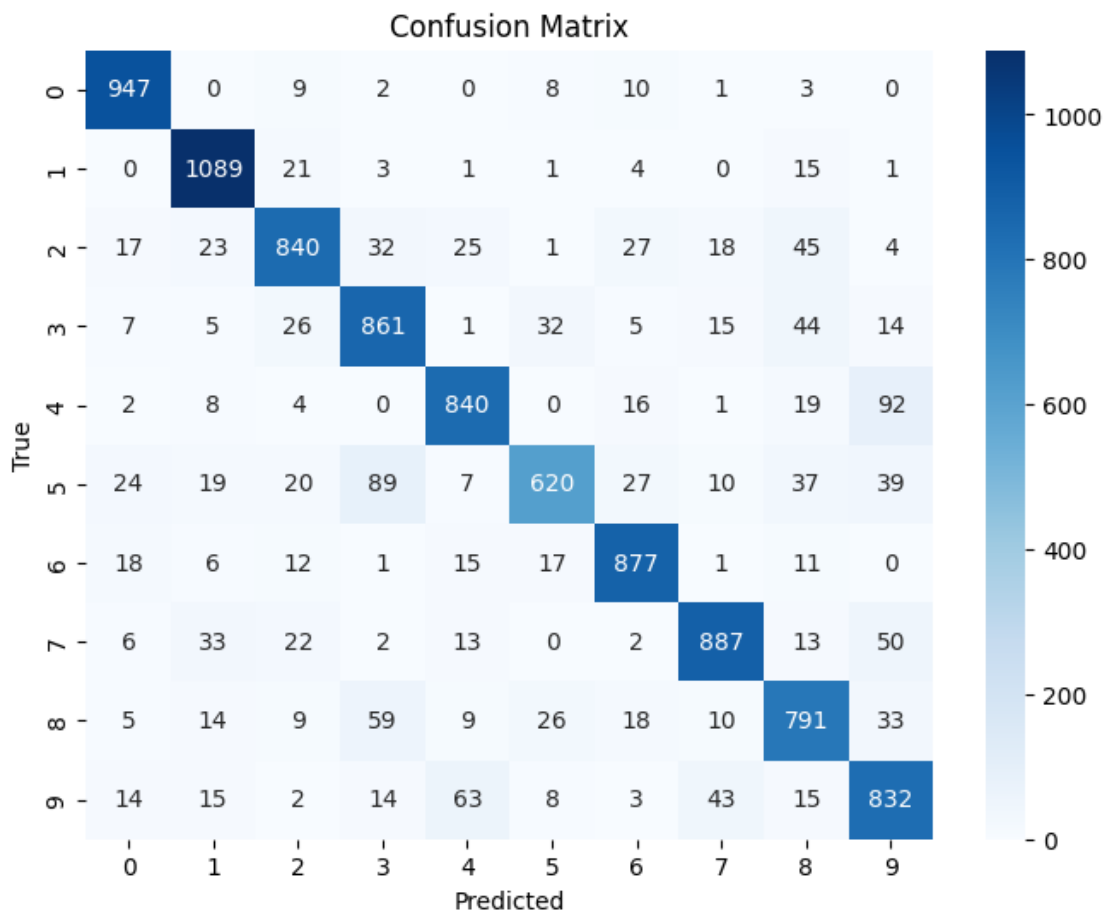 Confusion Matrix
0 947 0 9 2 0 8 10 1 3 0
1 0 1089 21 3 1 1 4 0 15 1
2 17 23 840 32 25 1 27 18 45 4
3 7 5 26 861 1 32 5 15 44 14
4 2 8 4 0 840 0 16 1 19 92
5 24 19 20 89 7 620 27 10 37 39
6 18 6 12 1 15 17 877 1 11 0
7 6 33 22 2 13 0 2 887 13 50
8 5 14 9 59 9 26 18 10 791 33
9 14 15 2 14 63 8 3 43 15 832
0 1 2 3 4 5 6 7 8 9
Predicted
True
1000
800
600
400
200
0